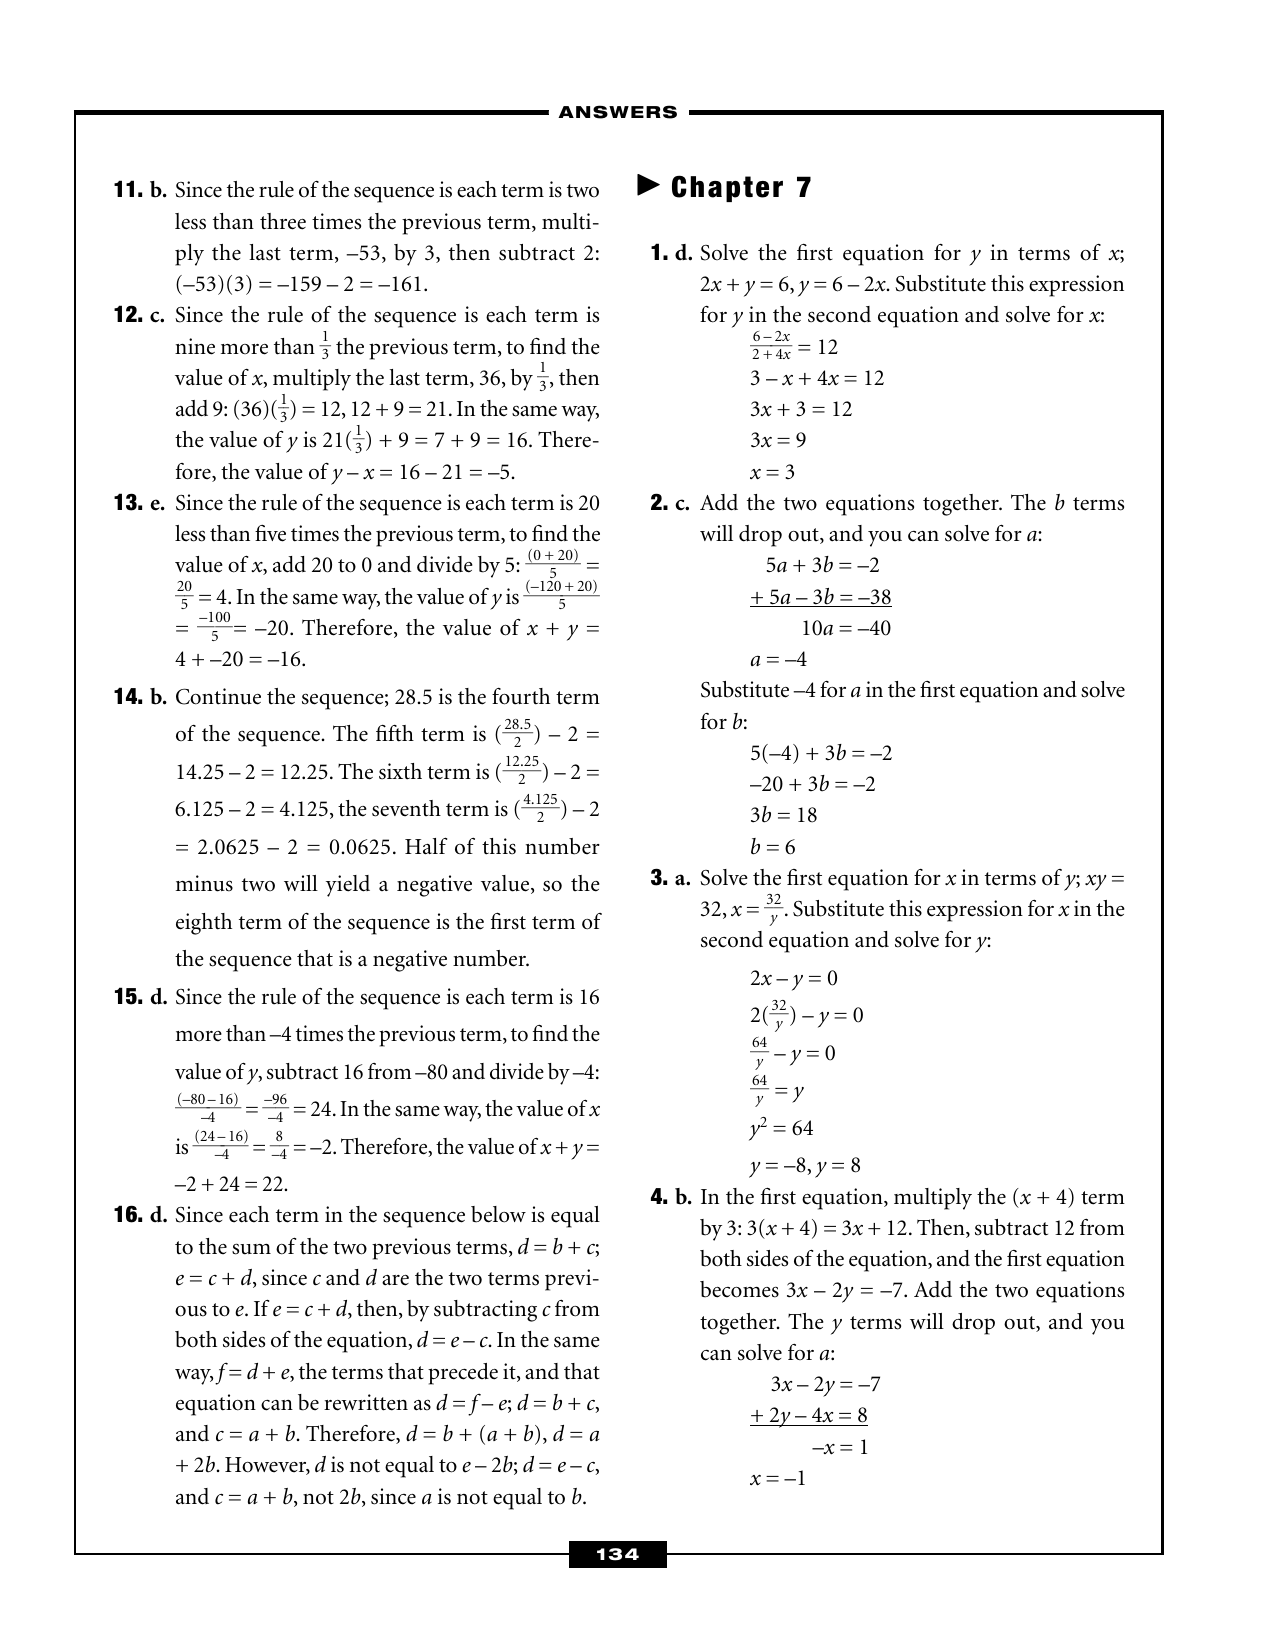 ANSWERS
11. b. Since the rule of the sequence is each term is two
less than three times the previous term, multi-
ply the last term, –53, by 3, then subtract 2:
(–53)(3) = –159 – 2 = –161.
12. c. Since the rule of the sequence is each term is
nine more than 1/3 the previous term, to find the
value of x, multiply the last term, 36, by 1/3, then
add 9: (36)(1/3) = 12, 12 + 9 = 21. In the same way,
the value of y is 21(1/3) + 9 = 7 + 9 = 16. There-
fore, the value of y – x = 16 – 21 = –5.
13. e. Since the rule of the sequence is each term is 20
less than five times the previous term, to find the
value of x, add 20 to 0 and divide by 5: (0 + 20)/5 =
20/5 = 4. In the same way, the value of y is (–120 + 20)/5
= –100/5 = –20. Therefore, the value of x + y =
4 + –20 = –16.
14. b. Continue the sequence; 28.5 is the fourth term
of the sequence. The fifth term is (28.5/2) – 2 =
14.25 – 2 = 12.25. The sixth term is (12.25/2) – 2 =
6.125 – 2 = 4.125, the seventh term is (4.125/2) – 2
= 2.0625 – 2 = 0.0625. Half of this number
minus two will yield a negative value, so the
eighth term of the sequence is the first term of
the sequence that is a negative number.
15. d. Since the rule of the sequence is each term is 16
more than –4 times the previous term, to find the
value of y, subtract 16 from –80 and divide by –4:
(–80 – 16)/–4 = –96/–4 = 24. In the same way, the value of x
is (24 – 16)/–4 = 8/–4 = –2. Therefore, the value of x + y =
–2 + 24 = 22.
16. d. Since each term in the sequence below is equal
to the sum of the two previous terms, d = b + c;
e = c + d, since c and d are the two terms previ-
ous to e. If e = c + d, then, by subtracting c from
both sides of the equation, d = e – c. In the same
way, f = d + e, the terms that precede it, and that
equation can be rewritten as d = f – e; d = b + c,
and c = a + b. Therefore, d = b + (a + b), d = a
+ 2b. However, d is not equal to e – 2b; d = e – c,
and c = a + b, not 2b, since a is not equal to b.
Chapter 7
1. d. Solve the first equation for y in terms of x;
2x + y = 6, y = 6 – 2x. Substitute this expression
for y in the second equation and solve for x:
6 – 2x/2 + 4x = 12
3 – x + 4x = 12
3x + 3 = 12
3x = 9
x = 3
2. c. Add the two equations together. The b terms
will drop out, and you can solve for a:
5a + 3b = –2
+ 5a – 3b = –38
10a = –40
a = –4
Substitute –4 for a in the first equation and solve
for b:
5(–4) + 3b = –2
–20 + 3b = –2
3b = 18
b = 6
3. a. Solve the first equation for x in terms of y; xy =
32, x = 32/y. Substitute this expression for x in the
second equation and solve for y:
2x – y = 0
2(32/y) – y = 0
64/y – y = 0
64/y = y
y² = 64
y = –8, y = 8
4. b. In the first equation, multiply the (x + 4) term
by 3: 3(x + 4) = 3x + 12. Then, subtract 12 from
both sides of the equation, and the first equation
becomes 3x – 2y = –7. Add the two equations
together. The y terms will drop out, and you
can solve for a:
3x – 2y = –7
+ 2y – 4x = 8
–x = 1
x = –1
134